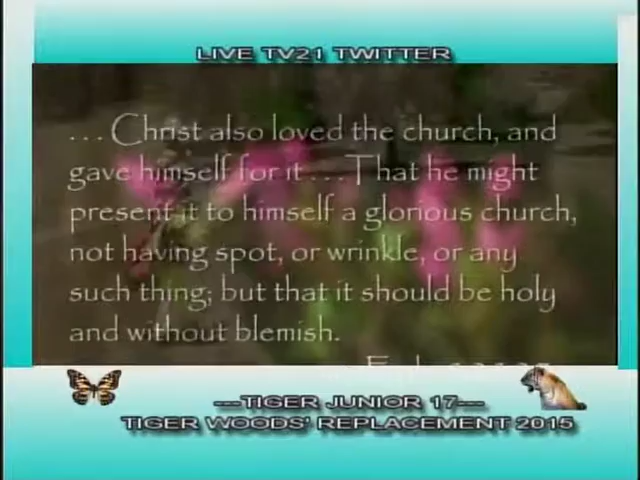 LIVE TV21 TWITTER
...Christ also loved the church, and
gave himself for it...That he might
present it to himself a glorious church,
not having spot, or wrinkle, or any
such thing; but that it should be holy
and without blemish.
---TIGER JUNIOR 17---
TIGER WOODS' REPLACEMENT 2015